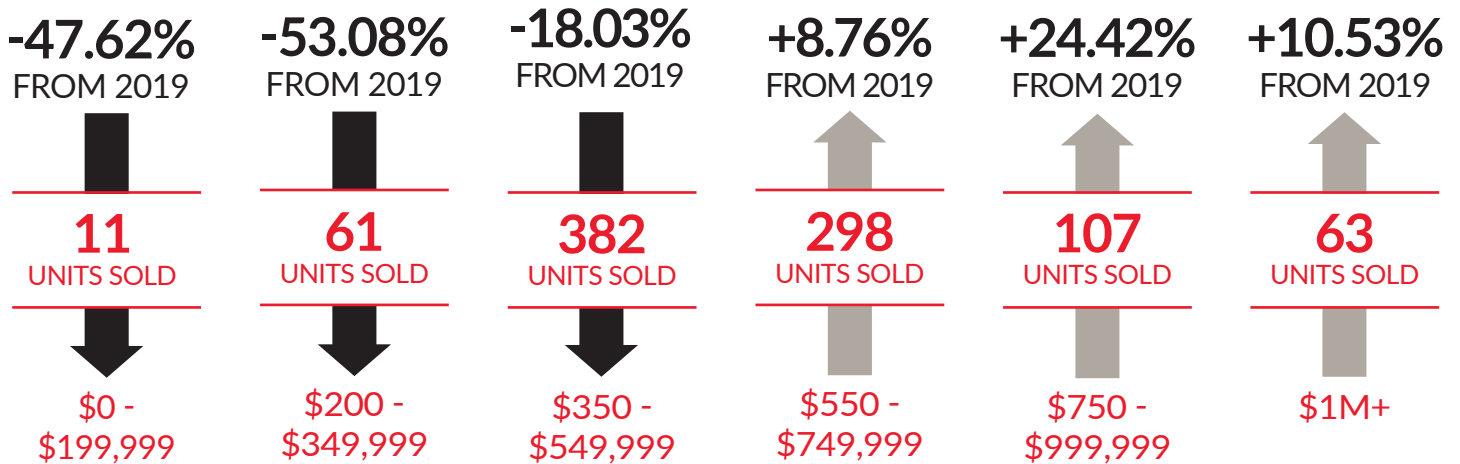 -47.62%
FROM 2019
11
UNITS SOLD
$0 -
$199,999
-53.08%
FROM 2019
61
UNITS SOLD
$200 -
$349,999
-18.03%
FROM 2019
382
UNITS SOLD
$350 -
$549,999
+8.76%
FROM 2019
298
UNITS SOLD
$550 -
$749,999
+24.42%
FROM 2019
107
UNITS SOLD
$750 -
$999,999
+10.53%
FROM 2019
63
UNITS SOLD
$1M+